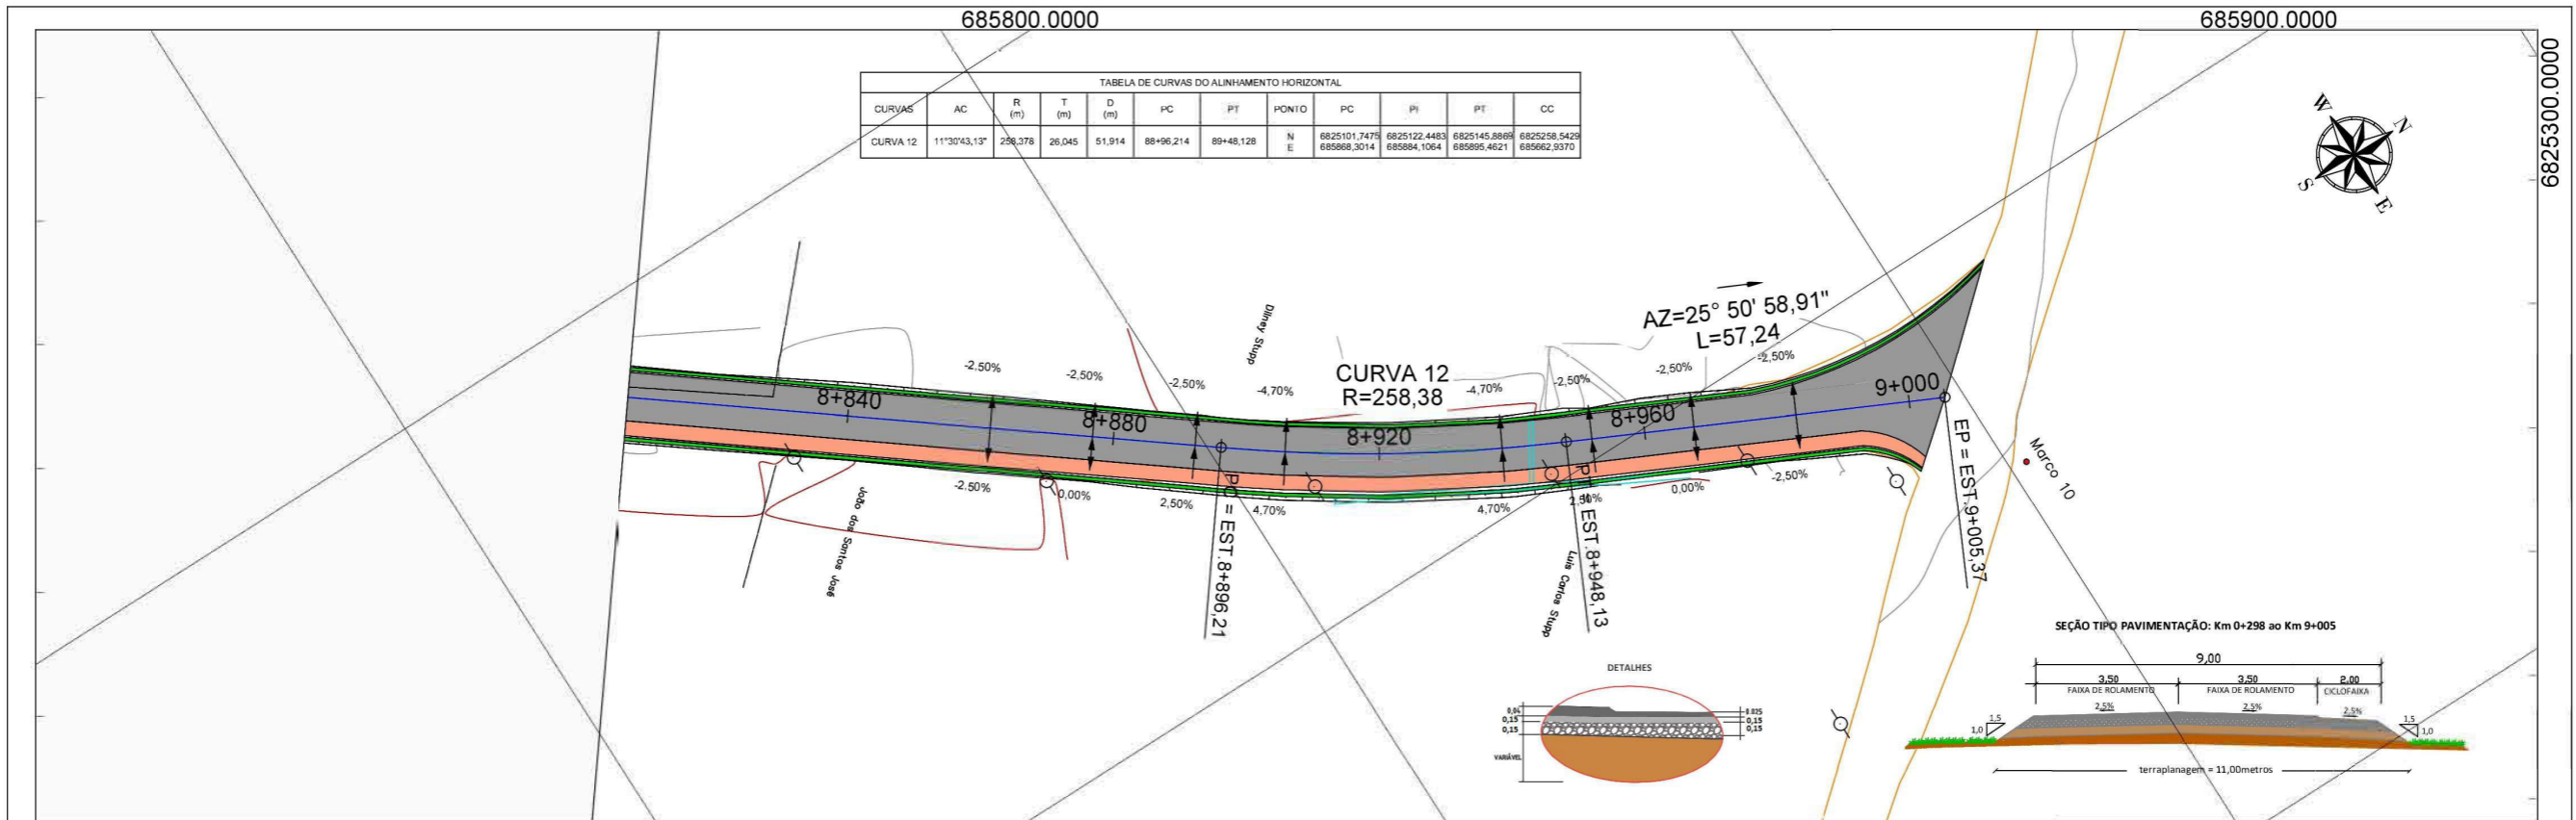 685800.0000
685900.0000
6825300.0000
TABELA DE CURVAS DO ALINHAMENTO HORIZONTAL
CURVAS AC R (m) T (m) D (m) PC PT PONTO PC PI PT CC
CURVA 12 11°30'43,13" 258,378 26,045 51,914 88+96,214 89+48,128 N 6825101,7475 6825122,4483 6825145,8869 6825258,5429
E 685868,3014 685884,1064 685895,4621 685662,9370
W N
S E
Dilney Stupp
AZ=25° 50' 58,91"
L=57,24
CURVA 12
R=258,38
-2.50% -2,50% -2,50% -4,70% -4,70% -2,50% -2,50% -2,50%
8+840 8+880 8+920 8+960 9+000
-2.50% 0,00% 2,50% 4,70% 4,70% 2,50% 0,00% -2,50%
João dos Santos José
PC = EST.8+896,21
Luis Carlos Stupp
PT = EST.8+948,13
EP = EST.9+005,37
Marco 10
DETALHES
0,04 0.025
0,15 0,15
0,15 0,15
VARIÁVEL
SEÇÃO TIPO PAVIMENTAÇÃO: Km 0+298 ao Km 9+005
9,00
3,50 3,50 2.00
FAIXA DE ROLAMENTO FAIXA DE ROLAMENTO CICLOFAIXA
2,5% 2,5% 2,5%
1,5 1,5
1,0 1,0
terraplanagem = 11,00metros